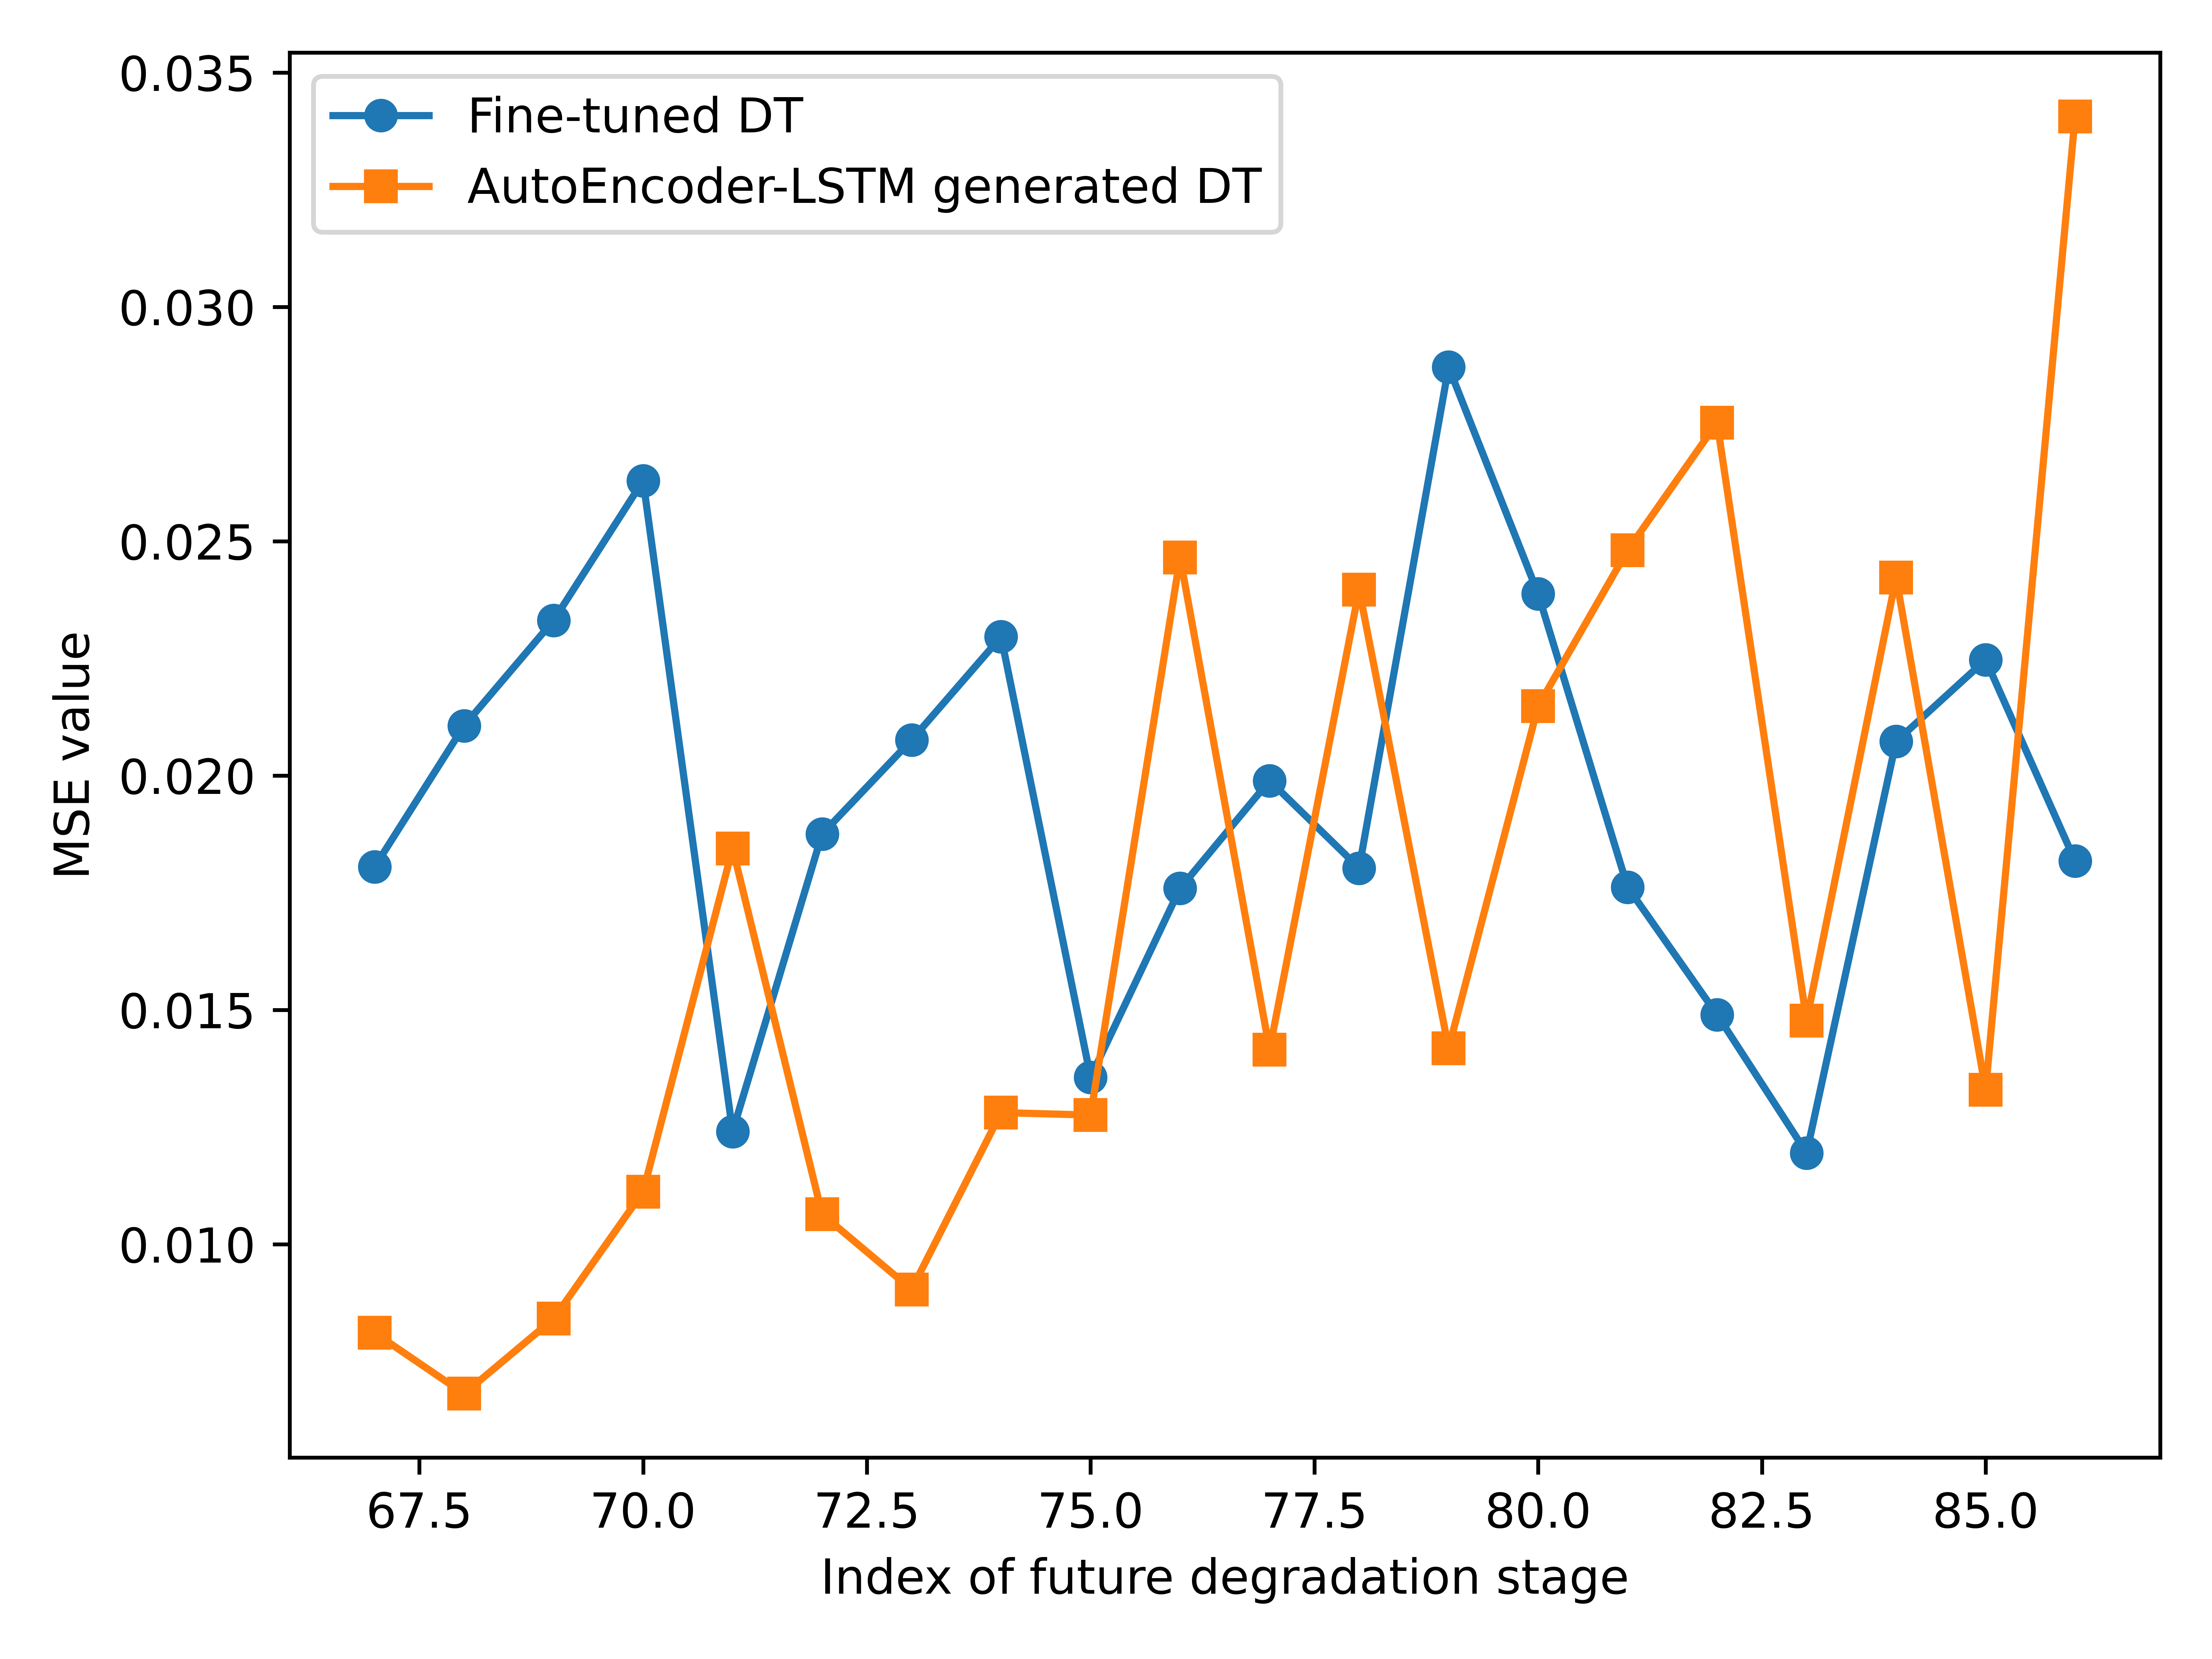 0.035
0.030
0.025
0.020
0.015
0.010
MSE value
Fine-tuned DT
AutoEncoder-LSTM generated DT
67.5 70.0 72.5 75.0 77.5 80.0 82.5 85.0
Index of future degradation stage